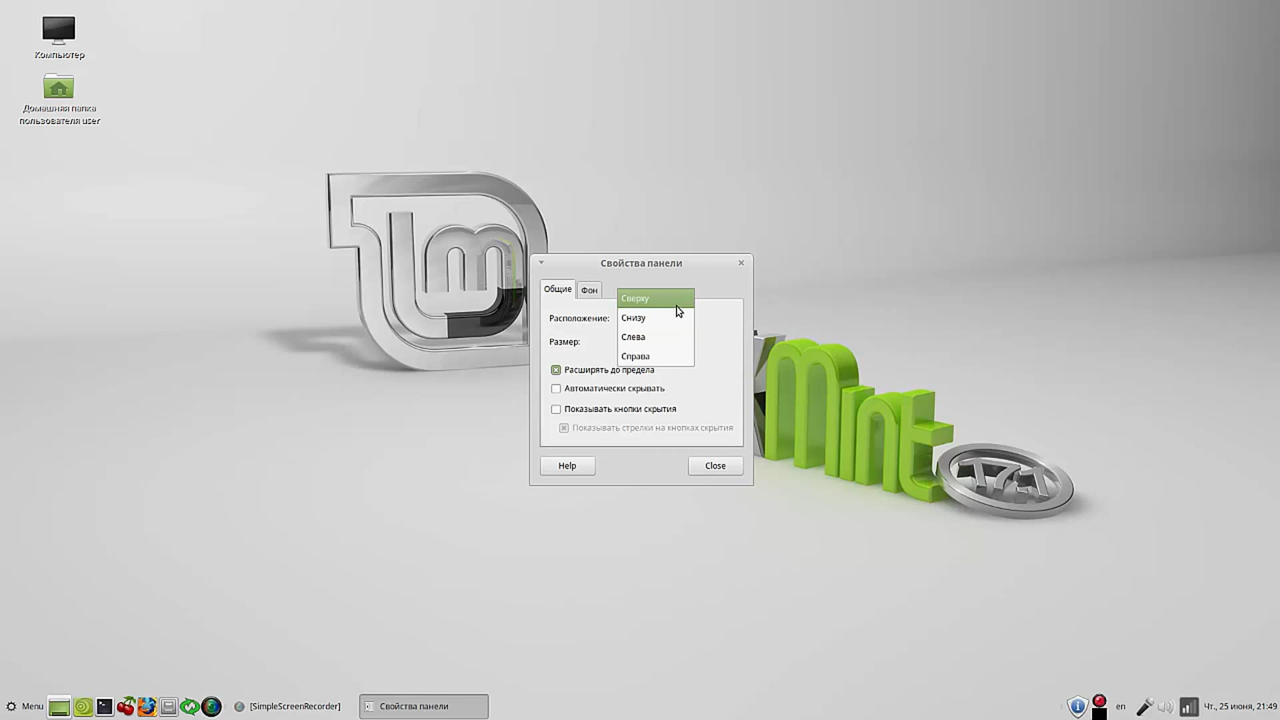 Компьютер
Домашняя папка
пользователя user
Свойства панели
Общие Фон
Сверху
Расположение: Снизу
Слева
Размер:
Справа
Расширять до предела
Автоматически скрывать
Показывать кнопки скрытия
Показывать стрелки на кнопках скрытия
Help Close
lm
Mint
17.1
Menu [SimpleScreenRecorder] Свойства панели en Чт, 25 июня, 21:49